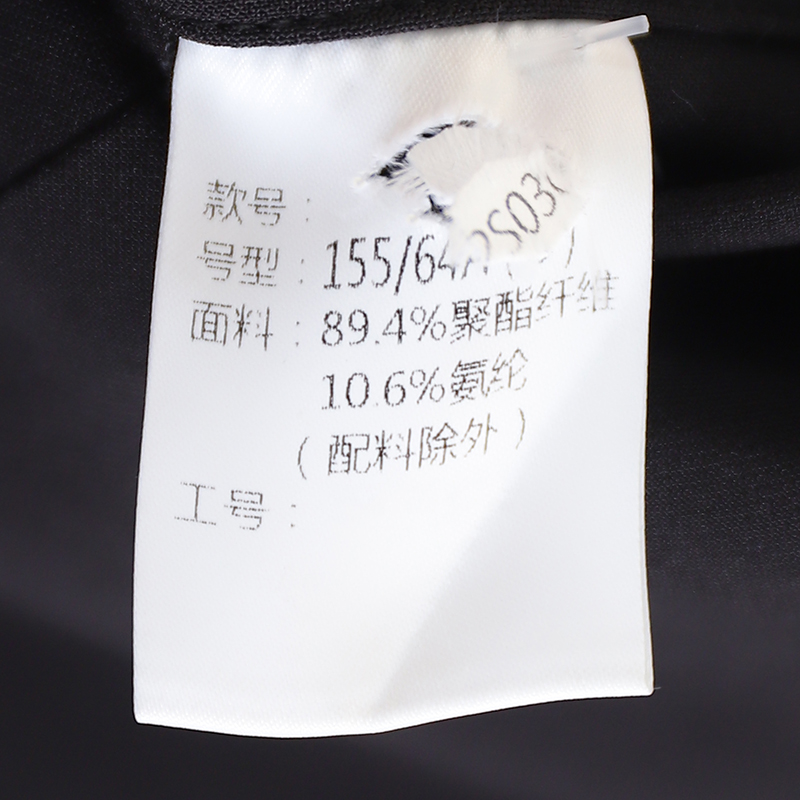 款号：
号型：155/64A
面料：89.4%聚酯纤维
10.6%氨纶
（配料除外）
工号：